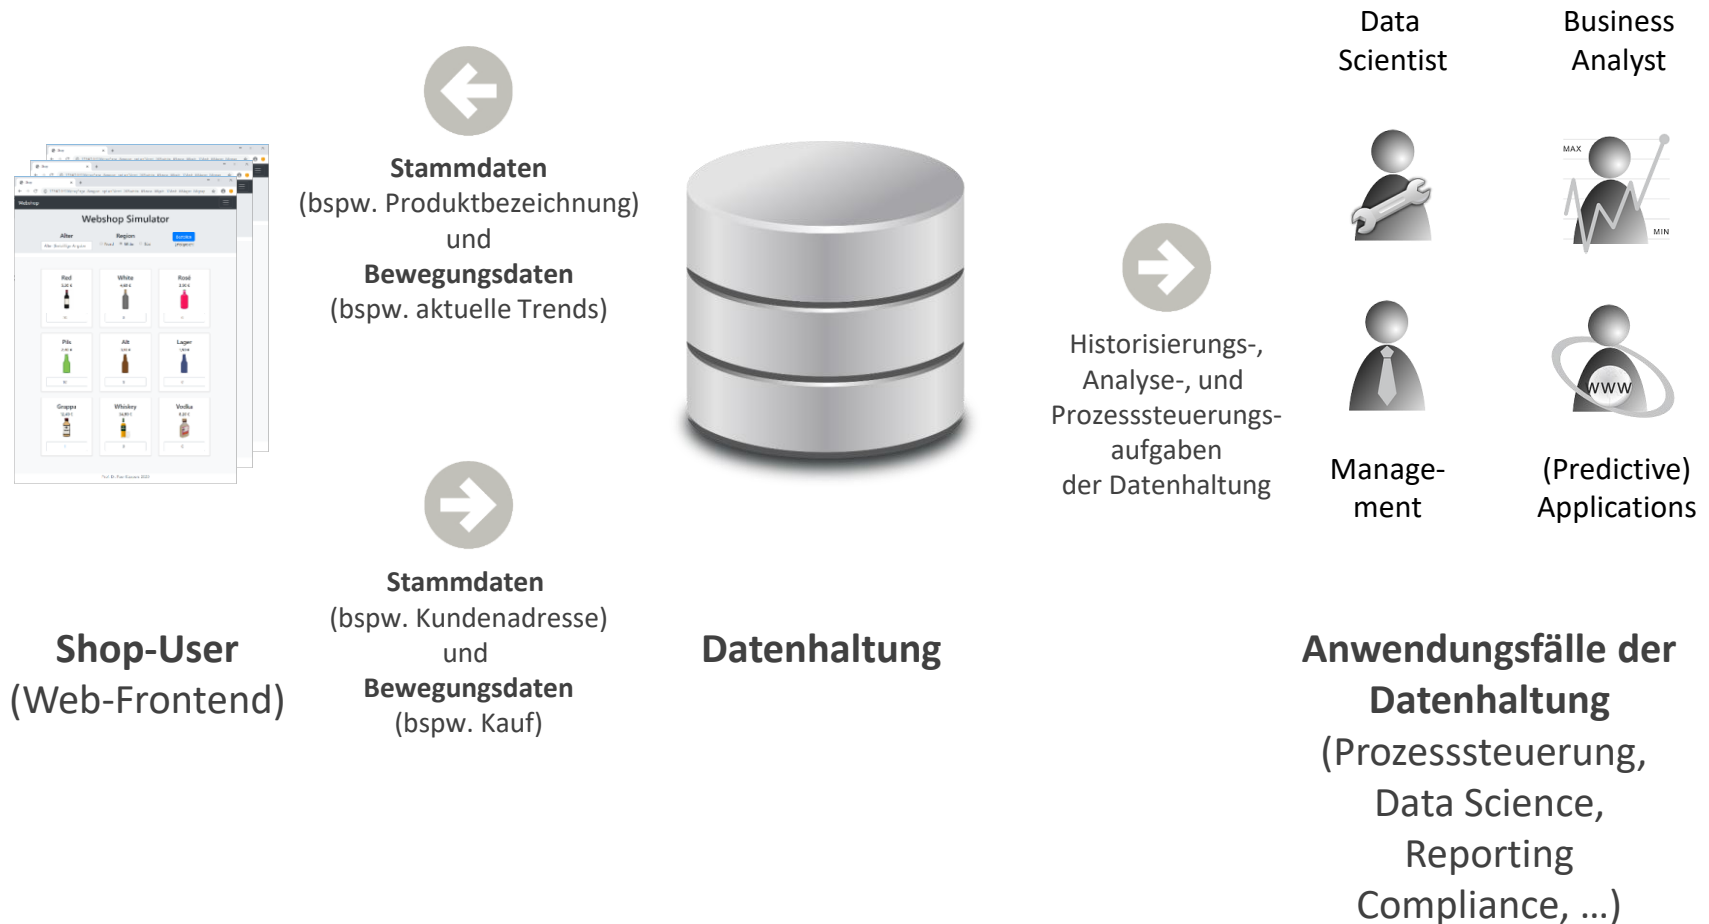 Webshop
Webshop Simulator
Alter
Region
Red
White
Rosé
Pils
Alt
Lager
Grappa
Whiskey
Vodka
Shop-User
(Web-Frontend)
Stammdaten
(bspw. Produktbezeichnung)
und
Bewegungsdaten
(bspw. aktuelle Trends)
Stammdaten
(bspw. Kundenadresse)
und
Bewegungsdaten
(bspw. Kauf)
Datenhaltung
Historisierungs-,
Analyse-, und
Prozesssteuerungs-
aufgaben
der Datenhaltung
Data
Scientist
Business
Analyst
MAX
MIN
Manage-
ment
www
(Predictive)
Applications
Anwendungsfälle der
Datenhaltung
(Prozesssteuerung,
Data Science,
Reporting
Compliance, ...)